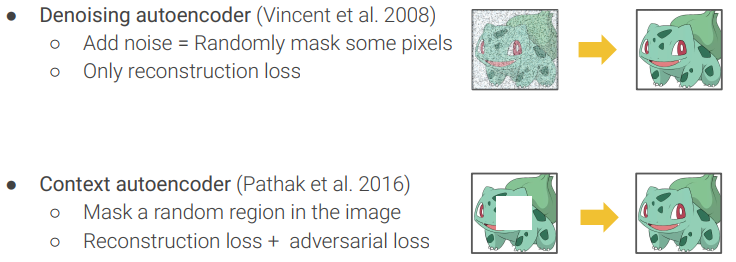 ● Denoising autoencoder (Vincent et al. 2008)
○ Add noise = Randomly mask some pixels
○ Only reconstruction loss
● Context autoencoder (Pathak et al. 2016)
○ Mask a random region in the image
○ Reconstruction loss + adversarial loss